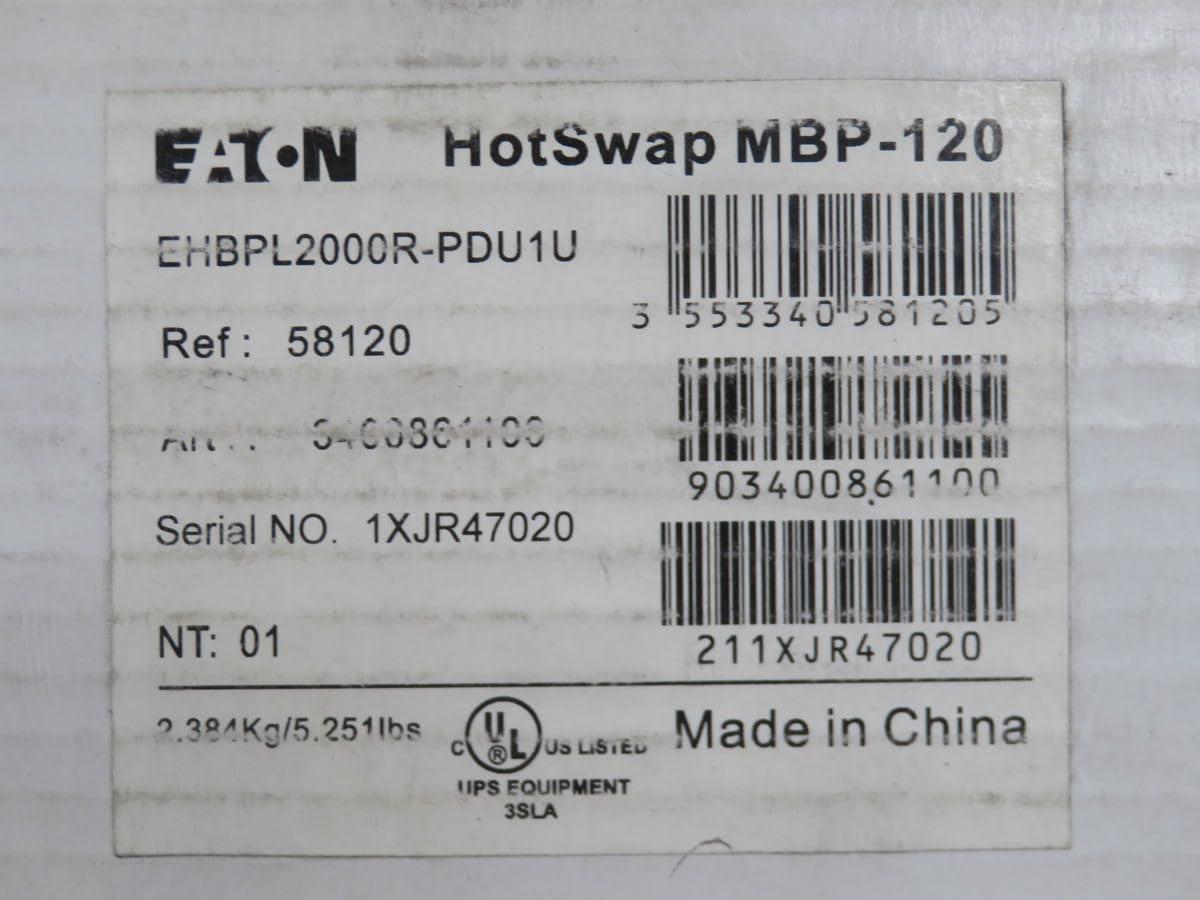 EATON HotSwap MBP-120
EHBPL2000R-PDU1U
3 553340 581205
Ref: 58120
903400861100
Serial NO. 1XJR47020
211XJR47020
NT: 01
2.384Kg/5.251lbs
C UL® US LISTED
UPS EQUIPMENT
3SLA
Made in China